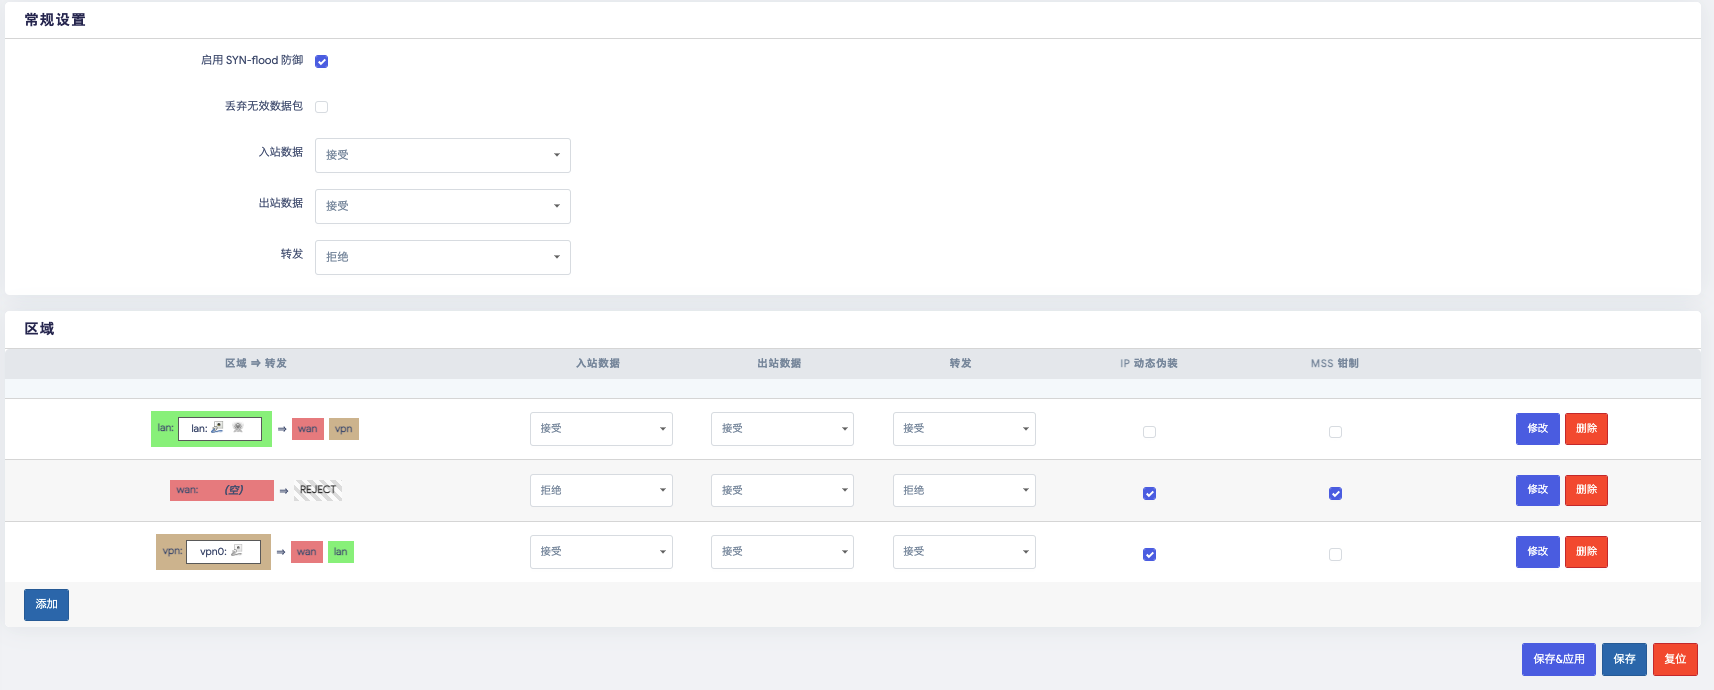 常规设置
启用 SYN-flood 防御
丢弃无效数据包
入站数据 接受
出站数据 接受
转发 拒绝
区域
区域 ⇒ 转发 入站数据 出站数据 转发 IP 动态伪装 MSS 钳制
lan: lan: ⇒ wan vpn 接受 接受 接受 修改 删除
wan: (空) ⇒ REJECT 拒绝 接受 拒绝 修改 删除
vpn: vpn0: ⇒ wan lan 接受 接受 接受 修改 删除
添加
保存&应用 保存 复位